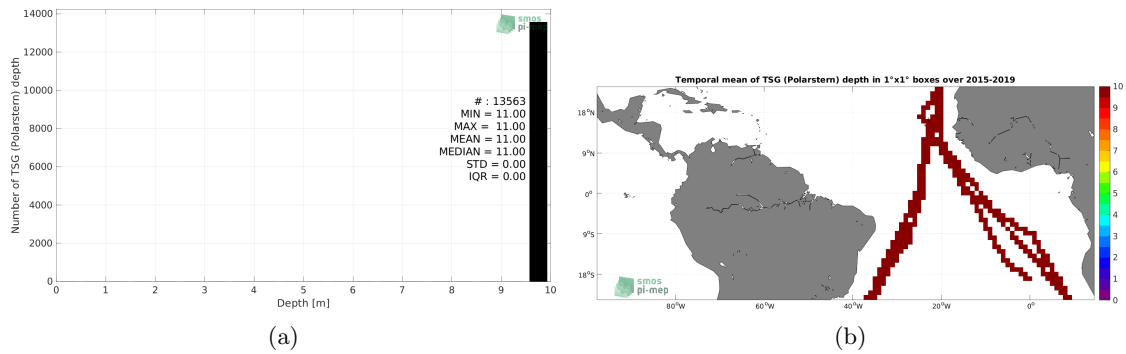 14000
12000
10000
8000
6000
4000
2000
0
Number of TSG (Polarstern) depth
smos
pi-mep
# : 13563
MIN = 11.00
MAX = 11.00
MEAN = 11.00
MEDIAN = 11.00
STD = 0.00
IQR = 0.00
0 1 2 3 4 5 6 7 8 9 10
Depth [m]
(a)
Temporal mean of TSG (Polarstern) depth in 1°x1° boxes over 2015-2019
18°N
9°N
0°
9°S
18°S
80°W 60°W 40°W 20°W 0°
smos
pi-mep
10
9
8
7
6
5
4
3
2
1
0
(b)